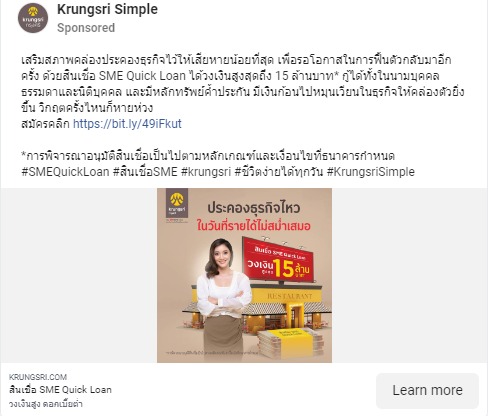 Krungsri Simple
Sponsored
เสริมสภาพคล่องประคองธุรกิจไว้ให้เสียหายน้อยที่สุด เพื่อรอโอกาสในการฟื้นตัวกลับมาอีก
ครั้ง ด้วยสินเชื่อ SME Quick Loan ได้วงเงินสูงสุดถึง 15 ล้านบาท* กู้ได้ทั้งในนามบุคคล
ธรรมดาและนิติบุคคล และมีหลักทรัพย์ค้ำประกัน มีเงินก้อนไปหมุนเวียนในธุรกิจให้คล่องตัวยิ่ง
ขึ้น วิกฤตครั้งไหนก็หายห่วง
สมัครคลิก https://bit.ly/49iFkut
*การพิจารณาอนุมัติสินเชื่อเป็นไปตามหลักเกณฑ์และเงื่อนไขที่ธนาคารกำหนด
#SMEQuickLoan #สินเชื่อSME #krungsri #ชีวิตง่ายได้ทุกวัน #KrungsriSimple
krungsri
กรุงศรี
ประคองธุรกิจไหว
ในวันที่รายได้ไม่สม่ำเสมอ
สินเชื่อ SME Quick Loan
วงเงิน
สูงสุด
15 ล้าน
บาท*
RESTAURANT
KRUNGSRI.COM
สินเชื่อ SME Quick Loan
วงเงินสูง ดอกเบี้ยต่ำ
Learn more